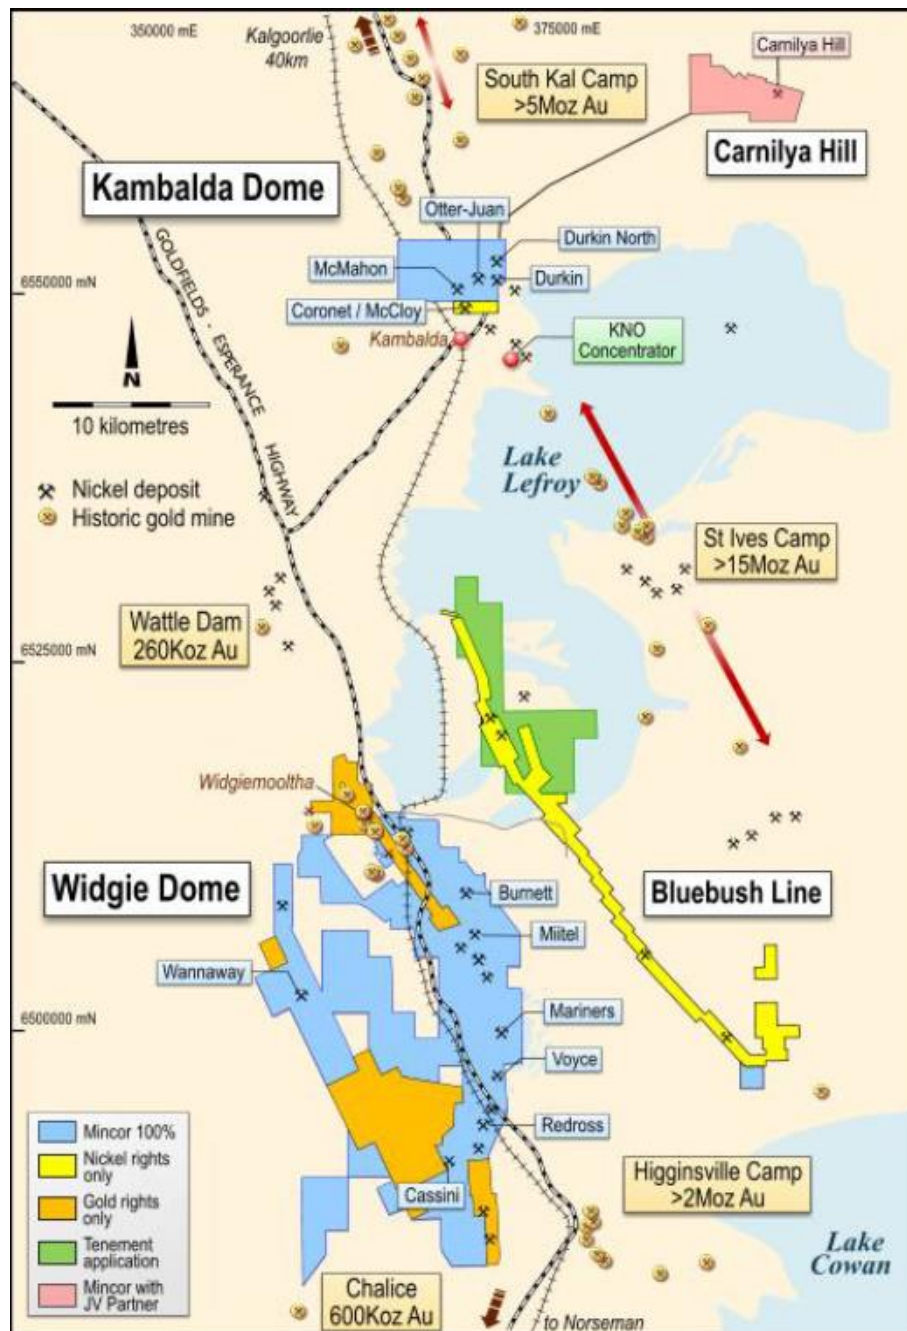 350000 mE
375000 mE
Kalgoorlie
40km
Carnilya Hill
South Kal Camp
>5Moz Au
Carnilya Hill
Kambalda Dome
Otter-Juan
Durkin North
McMahon
Durkin
6550000 mN
Coronet / McCloy
Kambalda
KNO
Concentrator
GOLDFIELDS - ESPERANCE HIGHWAY
N
10 kilometres
Lake
Lefroy
Nickel deposit
Historic gold mine
St Ives Camp
>15Moz Au
Wattle Dam
260Koz Au
6525000 mN
Widgiemooltha
Widgie Dome
Burnett
Bluebush Line
Miitel
Wannaway
Mariners
6500000 mN
Voyce
Mincor 100%
Redross
Nickel rights
only
Gold rights
only
Cassini
Higginsville Camp
>2Moz Au
Tenement
application
Lake
Cowan
Mincor with
JV Partner
Chalice
600Koz Au
to Norseman